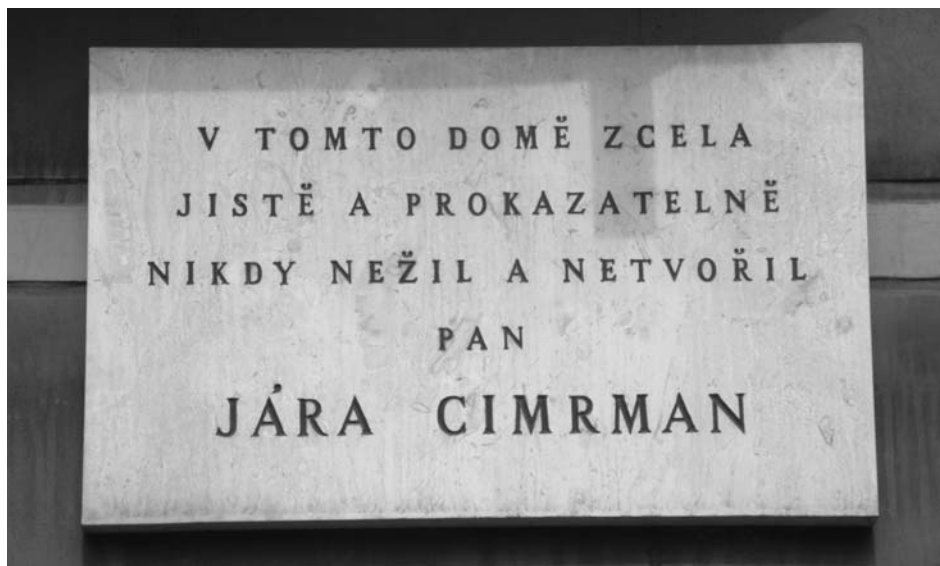 V TOMTO DOMĚ ZCELA
JISTĚ A PROKAZATELNĚ
NIKDY NEŽIL A NETVOŘIL
PAN
JÁRA CIMRMAN